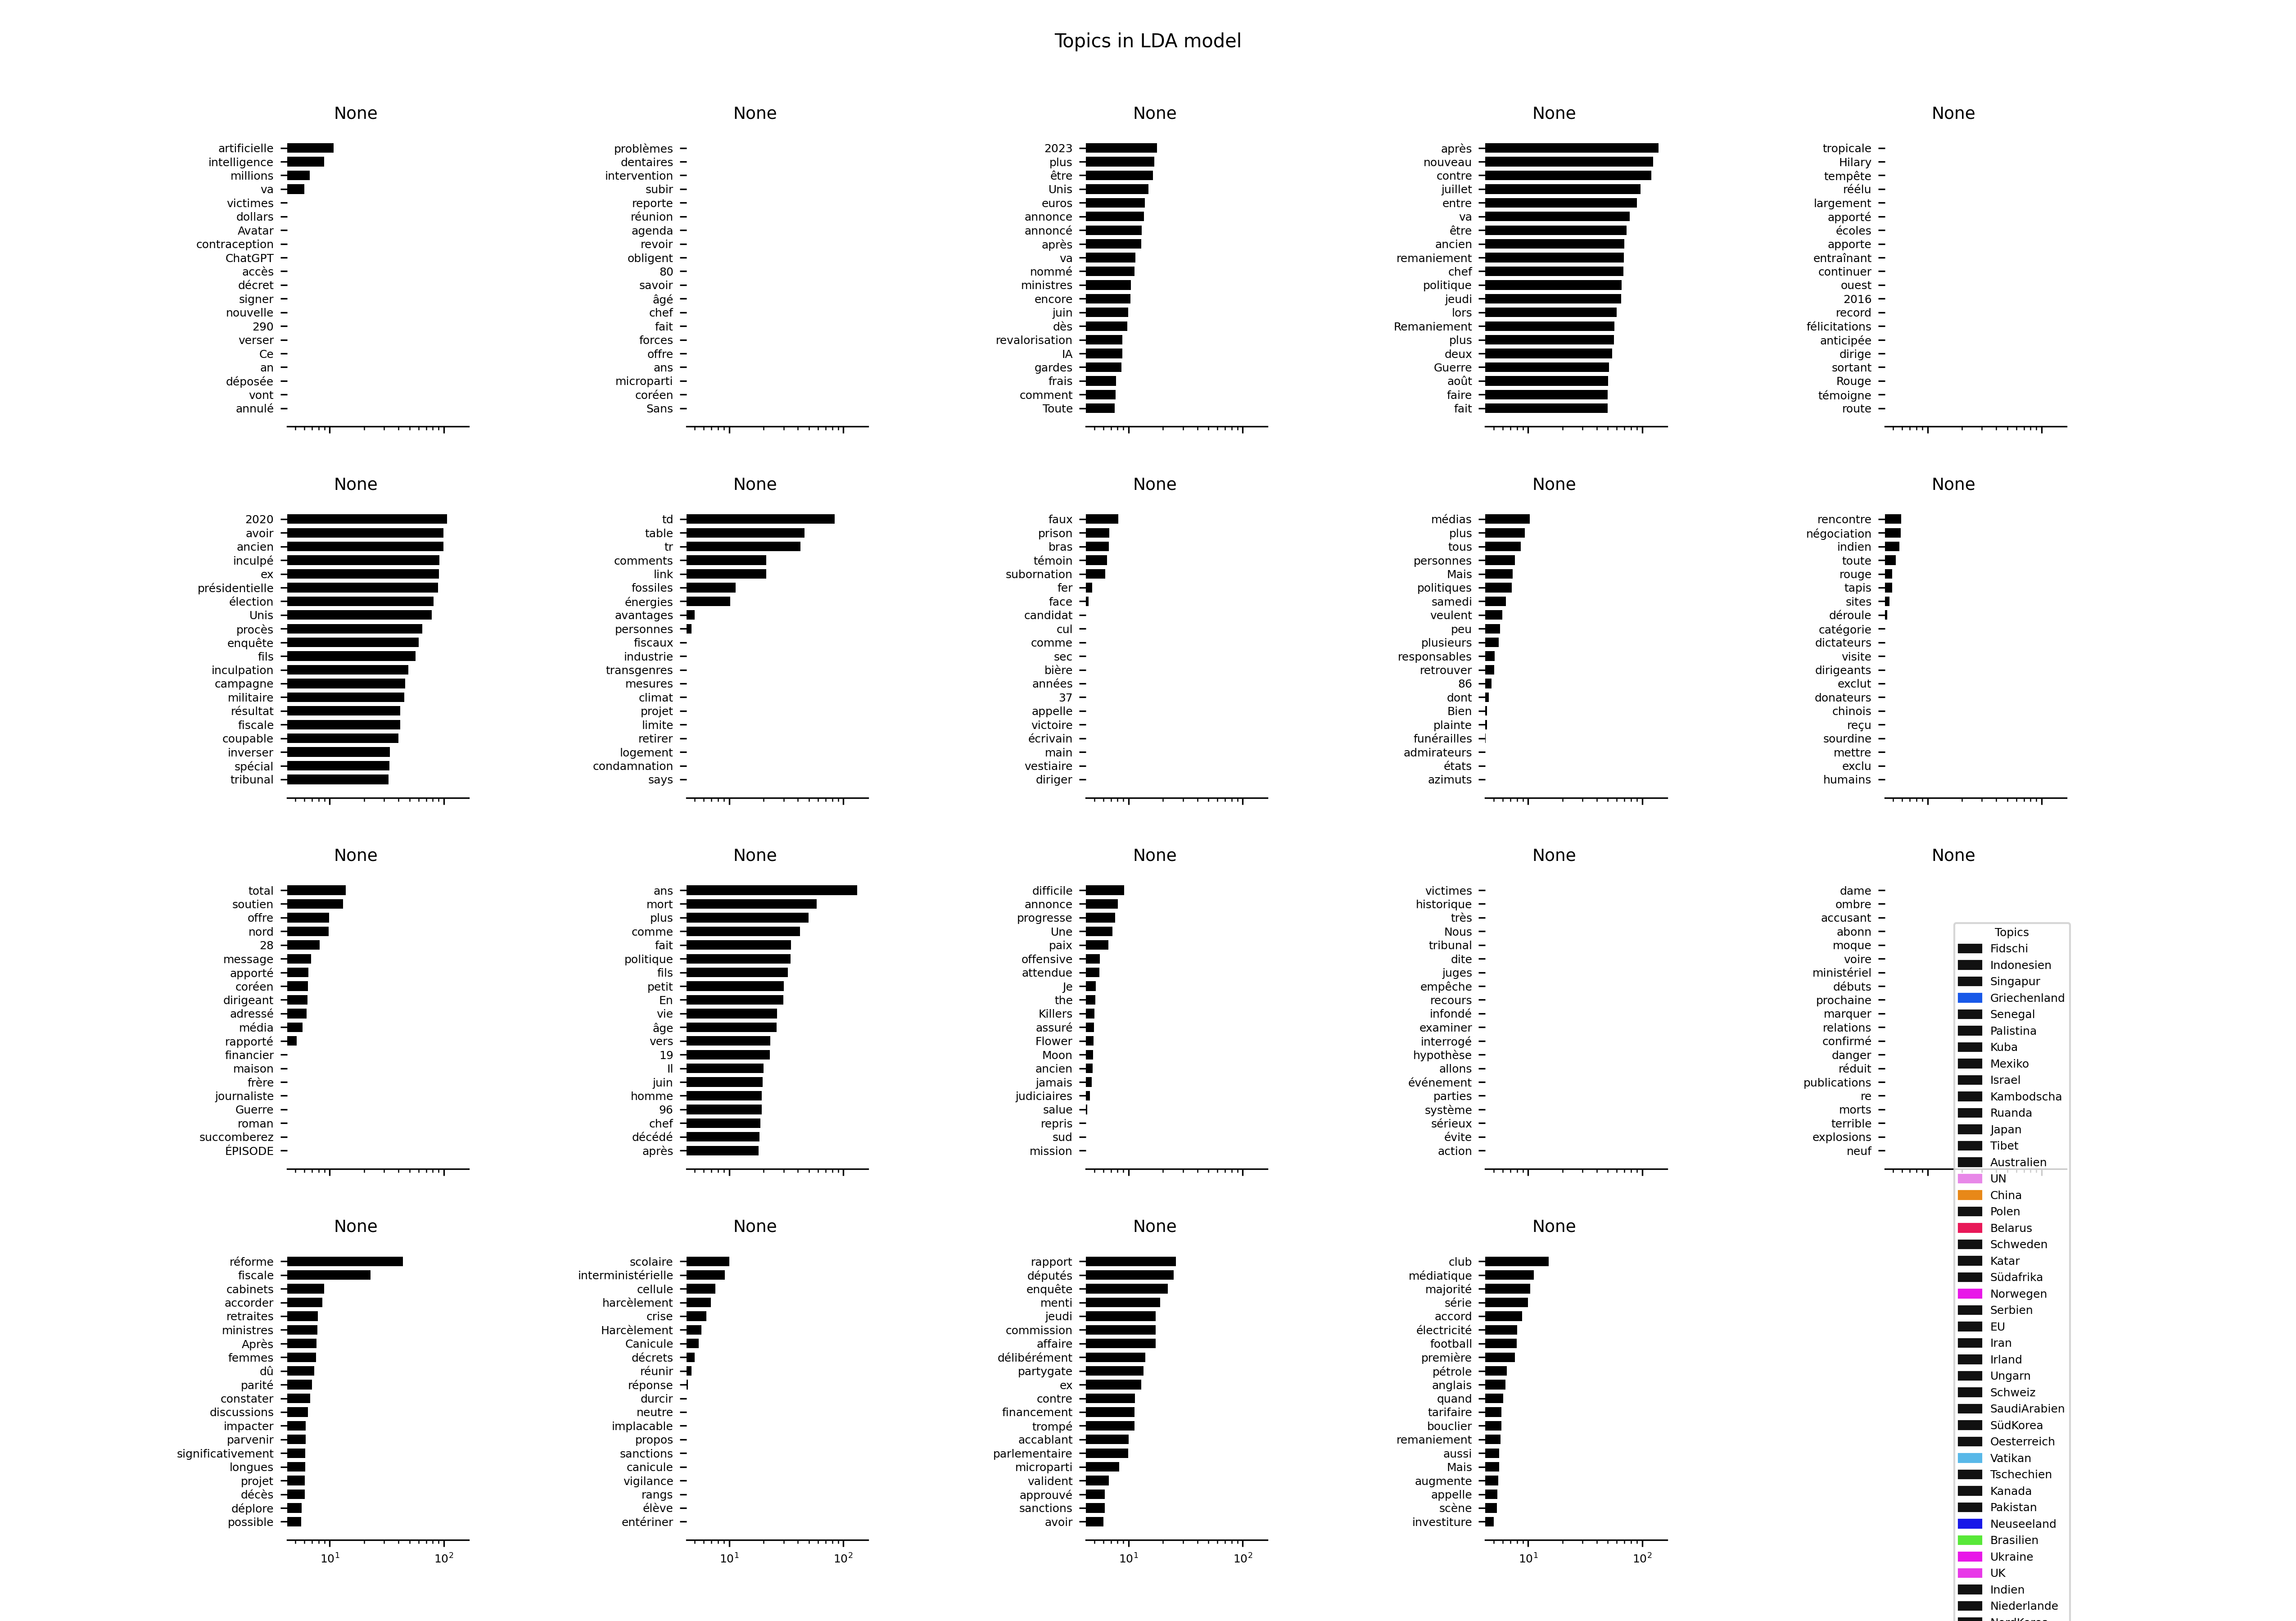 Topics in LDA model
None
artificielle
intelligence
millions
va
victimes
dollars
Avatar
contraception
ChatGPT
accès
décret
signer
nouvelle
290
verser
Ce
an
déposée
vont
annulé
None
problèmes
dentaires
intervention
subir
reporte
réunion
agenda
revoir
obligent
80
savoir
âgé
chef
fait
forces
offre
ans
microparti
coréen
Sans
None
2023
plus
être
Unis
euros
annonce
annoncé
après
va
nommé
ministres
encore
juin
dès
revalorisation
IA
gardes
frais
comment
Toute
None
après
nouveau
contre
juillet
entre
va
être
ancien
remaniement
chef
politique
jeudi
lors
Remaniement
plus
deux
Guerre
août
faire
fait
None
tropicale
Hilary
tempête
réélu
largement
apporté
écoles
apporte
entraînant
continuer
ouest
2016
record
félicitations
anticipée
dirige
sortant
Rouge
témoigne
route
None
2020
avoir
ancien
inculpé
ex
présidentielle
élection
Unis
procès
enquête
fils
inculpation
campagne
militaire
résultat
fiscale
coupable
inverser
spécial
tribunal
None
td
table
tr
comments
link
fossiles
énergies
avantages
personnes
fiscaux
industrie
transgenres
mesures
climat
projet
limite
retirer
logement
condamnation
says
None
faux
prison
bras
témoin
subornation
fer
face
candidat
cul
comme
sec
bière
années
37
appelle
victoire
écrivain
main
vestiaire
diriger
None
médias
plus
tous
personnes
Mais
politiques
samedi
veulent
peu
plusieurs
responsables
retrouver
86
dont
Bien
plainte
funérailles
admirateurs
états
azimuts
None
rencontre
négociation
indien
toute
rouge
tapis
sites
déroule
catégorie
dictateurs
visite
dirigeants
exclut
donateurs
chinois
reçu
sourdine
mettre
exclu
humains
None
total
soutien
offre
nord
28
message
apporté
coréen
dirigeant
adressé
média
rapporté
financier
maison
frère
journaliste
Guerre
roman
succomberez
ÉPISODE
None
ans
mort
plus
comme
fait
politique
fils
petit
En
vie
âge
vers
19
Il
juin
homme
96
chef
décédé
après
None
difficile
annonce
progresse
Une
paix
offensive
attendue
Je
the
Killers
assuré
Flower
Moon
ancien
jamais
judiciaires
salue
repris
sud
mission
None
victimes
historique
très
Nous
tribunal
dite
juges
empêche
recours
infondé
examiner
interrogé
hypothèse
allons
événement
parties
système
sérieux
évite
action
None
dame
ombre
accusant
abonn
moque
voire
ministériel
débuts
prochaine
marquer
relations
confirmé
danger
réduit
publications
re
morts
terrible
explosions
neuf
None
réforme
fiscale
cabinets
accorder
retraites
ministres
Après
femmes
dû
parité
constater
discussions
impacter
parvenir
significativement
longues
projet
décès
déplore
possible
10¹ 10²
None
scolaire
interministérielle
cellule
harcèlement
crise
Harcèlement
Canicule
décrets
réunir
réponse
durcir
neutre
implacable
propos
sanctions
canicule
vigilance
rangs
élève
entériner
10¹ 10²
None
rapport
députés
enquête
menti
jeudi
commission
affaire
délibérément
partygate
ex
contre
financement
trompé
accablant
parlementaire
microparti
valident
approuvé
sanctions
avoir
10¹ 10²
None
club
médiatique
majorité
série
accord
électricité
football
première
pétrole
anglais
quand
tarifaire
bouclier
remaniement
aussi
Mais
augmente
appelle
scène
investiture
10¹ 10²
Topics
Fidschi
Indonesien
Singapur
Griechenland
Senegal
Palistina
Kuba
Mexiko
Israel
Kambodscha
Ruanda
Japan
Tibet
Australien
UN
China
Polen
Belarus
Schweden
Katar
Südafrika
Norwegen
Serbien
EU
Iran
Irland
Ungarn
Schweiz
SaudiArabien
SüdKorea
Oesterreich
Vatikan
Tschechien
Kanada
Pakistan
Neuseeland
Brasilien
Ukraine
UK
Indien
Niederlande